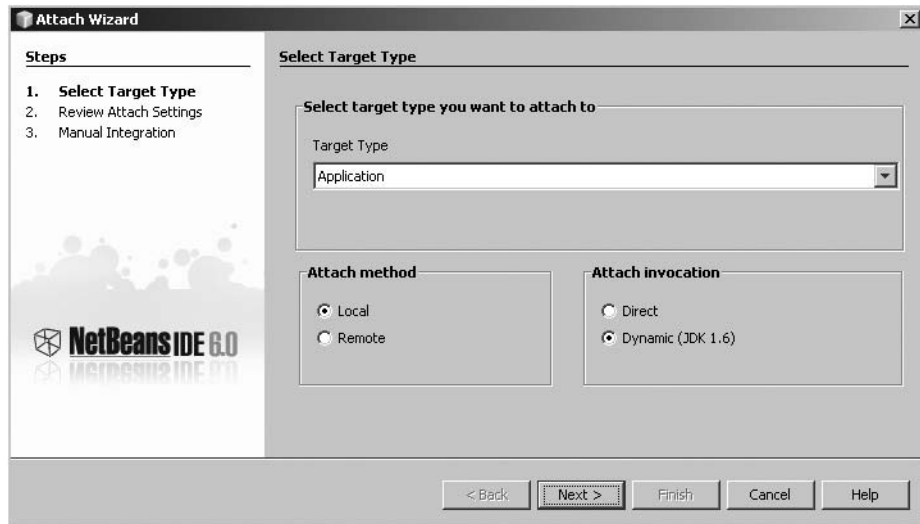 Attach Wizard
Steps
1. Select Target Type
2. Review Attach Settings
3. Manual Integration
NetBeans IDE 6.0
Select Target Type
Select target type you want to attach to
Target Type
Application
Attach method
Local
Remote
Attach invocation
Direct
Dynamic (JDK 1.6)
< Back
Next >
Finish
Cancel
Help